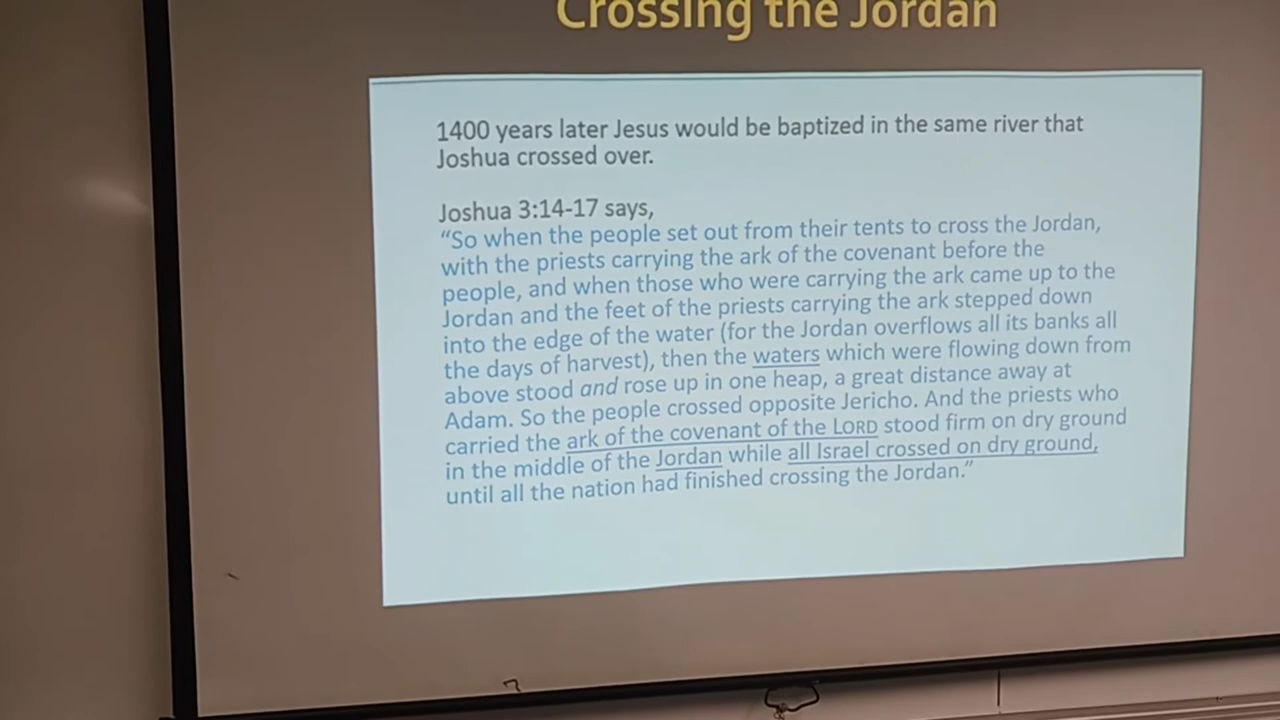 Crossing the Jordan
1400 years later Jesus would be baptized in the same river that
Joshua crossed over.
Joshua 3:14-17 says,
“So when the people set out from their tents to cross the Jordan,
with the priests carrying the ark of the covenant before the
people, and when those who were carrying the ark came up to the
Jordan and the feet of the priests carrying the ark stepped down
into the edge of the water (for the Jordan overflows all its banks all
the days of harvest), then the waters which were flowing down from
above stood and rose up in one heap, a great distance away at
Adam. So the people crossed opposite Jericho. And the priests who
carried the ark of the covenant of the LORD stood firm on dry ground
in the middle of the Jordan while all Israel crossed on dry ground,
until all the nation had finished crossing the Jordan.”